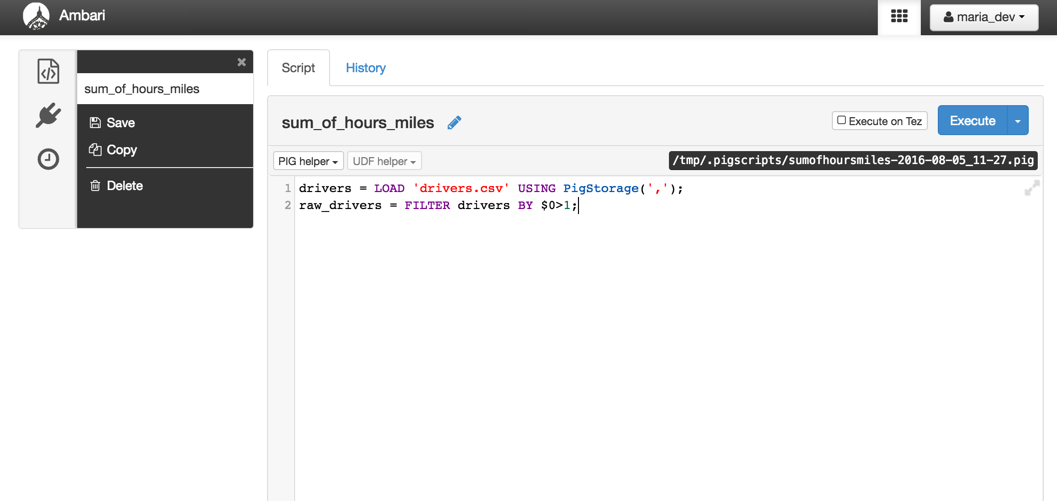 Ambari
maria_dev
sum_of_hours_miles
Save
Copy
Delete
Script
History
sum_of_hours_miles
Execute on Tez
Execute
PIG helper
UDF helper
/tmp/.pigscripts/sumofhoursmiles-2016-08-05_11-27.pig
1 drivers = LOAD 'drivers.csv' USING PigStorage(',');
2 raw_drivers = FILTER drivers BY $0>1;